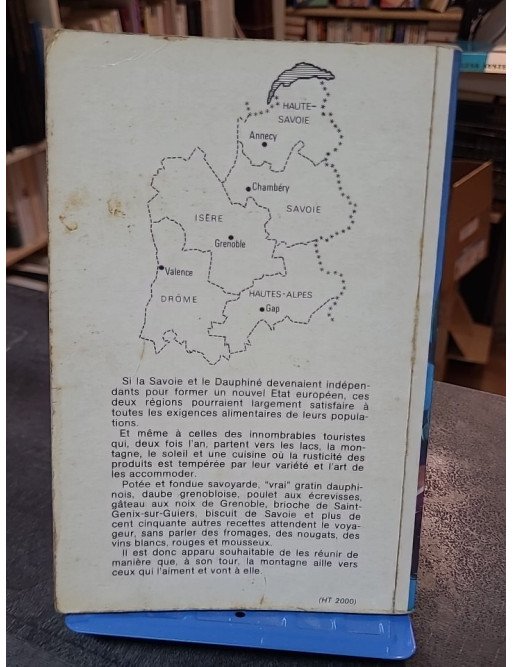 HAUTE-
SAVOIE
Annecy
Chambéry
SAVOIE
ISÈRE
Grenoble
Valence
DRÔME
HAUTES-ALPES
Gap
Si la Savoie et le Dauphiné devenaient indépen-
dants pour former un nouvel Etat européen, ces
deux régions pourraient largement satisfaire à
toutes les exigences alimentaires de leurs popula-
tions.
Et même à celles des innombrables touristes
qui, deux fois l'an, partent vers les lacs, la mon-
tagne, le soleil et une cuisine où la rusticité des
produits est tempérée par leur variété et l'art de
les accommoder.
Potée et fondue savoyarde, "vrai" gratin dauphi-
nois, daube grenobloise, poulet aux écrevisses,
gâteau aux noix de Grenoble, brioche de Saint-
Genix-sur-Guiers, biscuit de Savoie et plus de
cent cinquante autres recettes attendent le voya-
geur, sans parler des fromages, des nougats, des
vins blancs, rouges et mousseux.
Il est donc apparu souhaitable de les réunir de
manière que, à son tour, la montagne aille vers
ceux qui l'aiment et vont à elle.
(HT 2000)